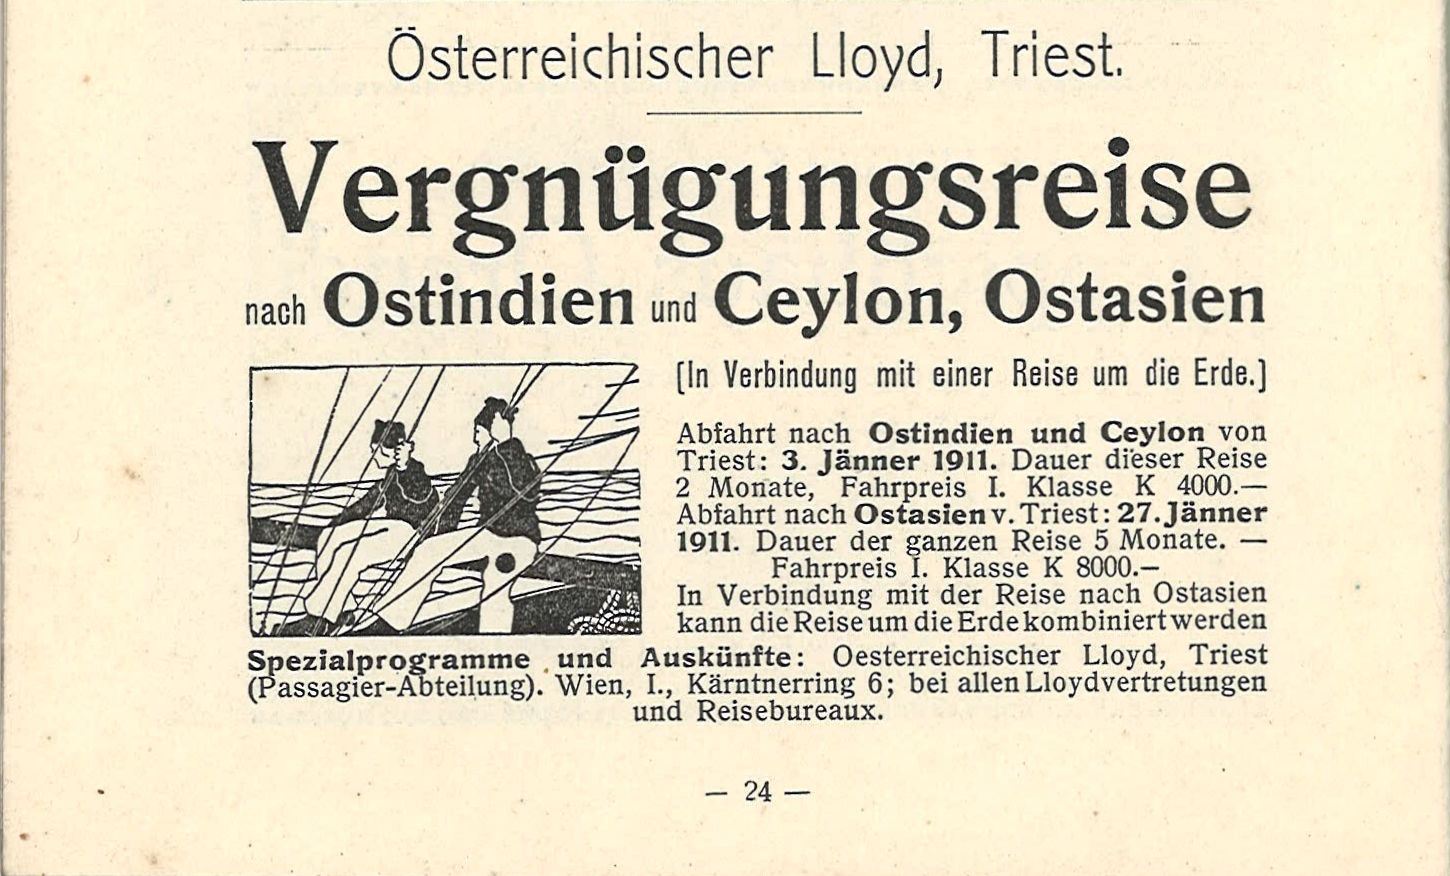 Österreichischer Lloyd, Triest.
Vergnügungsreise
nach Ostindien und Ceylon, Ostasien
[In Verbindung mit einer Reise um die Erde.]
Abfahrt nach Ostindien und Ceylon von
Triest: 3. Jänner 1911. Dauer dieser Reise
2 Monate, Fahrpreis I. Klasse K 4000.—
Abfahrt nach Ostasien v. Triest: 27. Jänner
1911. Dauer der ganzen Reise 5 Monate. —
Fahrpreis I. Klasse K 8000.—
In Verbindung mit der Reise nach Ostasien
kann die Reise um die Erde kombiniert werden
Spezialprogramme und Auskünfte: Oesterreichischer Lloyd, Triest
(Passagier-Abteilung). Wien, I., Kärntnerring 6; bei allen Lloydvertretungen
und Reisebureaux.
— 24 —